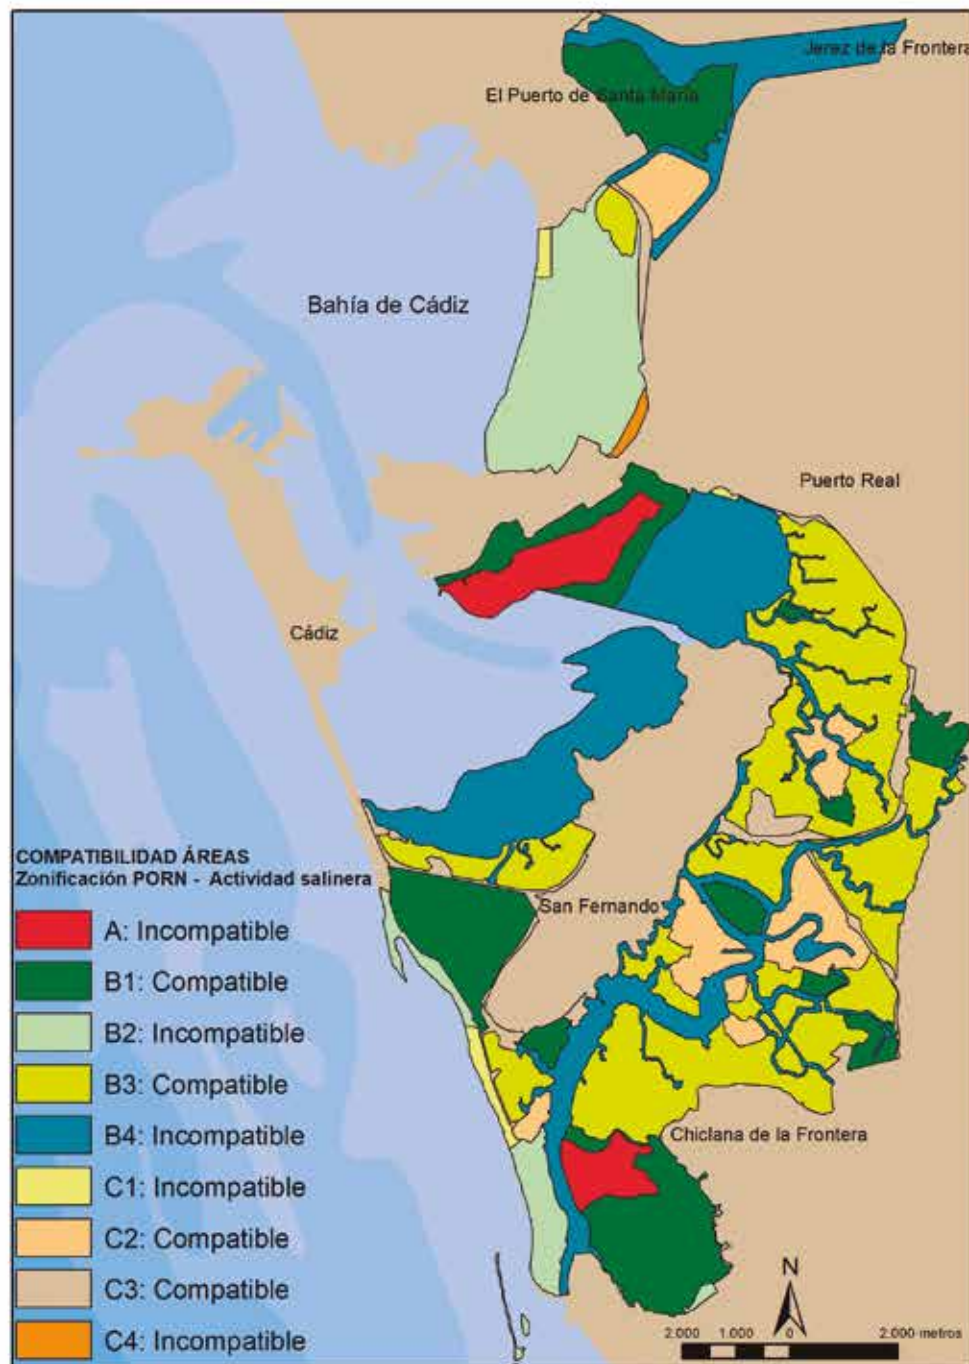 Jerez de la Frontera
El Puerto de Santa María
Bahía de Cádiz
Puerto Real
Cádiz
San Fernando
Chiclana de la Frontera
COMPATIBILIDAD ÁREAS
Zonificación PORN - Actividad salinera
A: Incompatible
B1: Compatible
B2: Incompatible
B3: Compatible
B4: Incompatible
C1: Incompatible
C2: Compatible
C3: Compatible
C4: Incompatible
N
2.000 1.000 0 2.000 metros